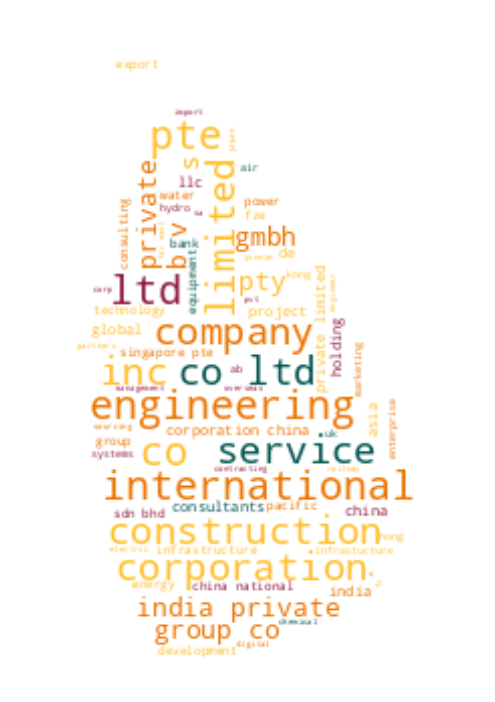 export
import
pte
s
air
llc
private
limited
consulting
water
hydro
power
fze
b v
gmbh
bank
de
equipment
pty
kong
corp
ltd
technology
project
private limited
global
company
holding
partners
singapore pte
marketing
inc
co ltd
ab
management
overseas
engineering
asia
enterprise
sourcing
corporation china
uk
group
co
service
systems
contracting
railway
international
sdn bhd
consultants
pacific
china
construction
hong
electric
infrastructure
infrastructure
corporation
energy
china national
india
india private
group co
chemical
digital
development